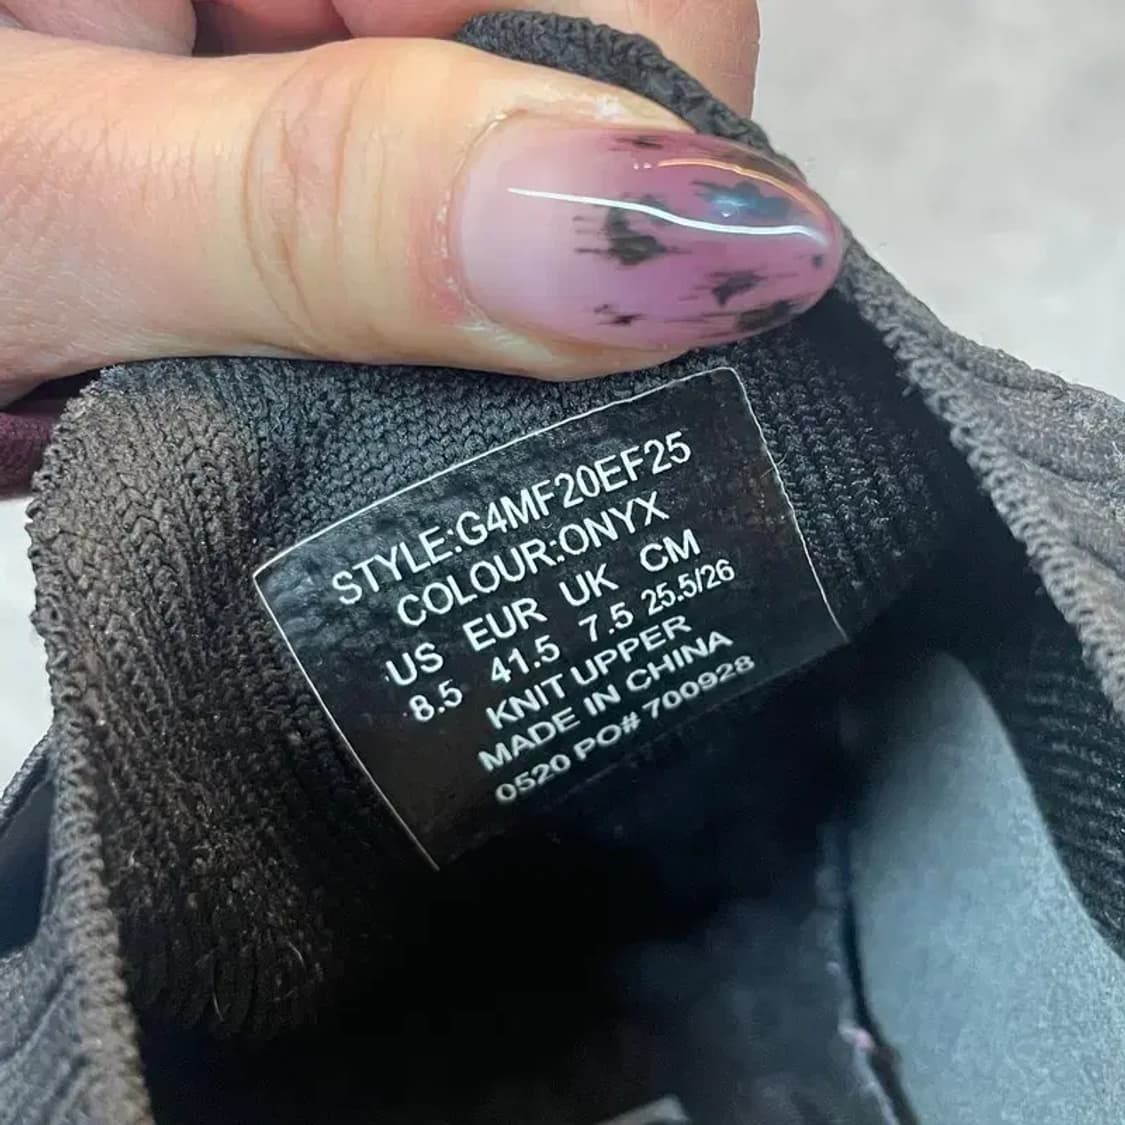 STYLE:G4MF20EF25
COLOUR:ONYX
US EUR UK CM
8.5 41.5 7.5 25.5/26
KNIT UPPER
MADE IN CHINA
0520 PO# 700928